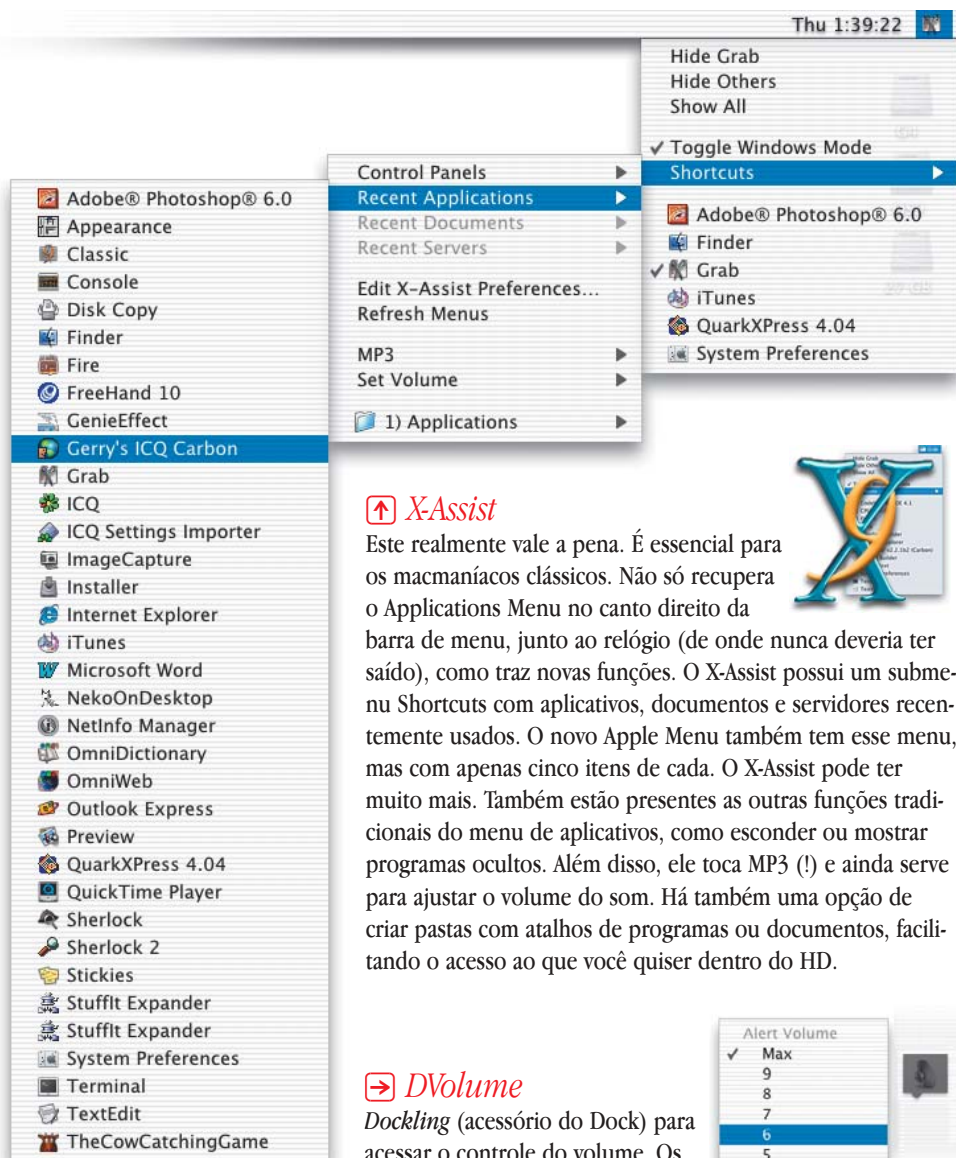 Thu 1:39:22
Hide Grab
Hide Others
Show All
✓ Toggle Windows Mode
Shortcuts
Adobe® Photoshop® 6.0
Finder
✓ Grab
iTunes
QuarkXPress 4.04
System Preferences
Control Panels
Recent Applications
Recent Documents
Recent Servers
Edit X-Assist Preferences...
Refresh Menus
MP3
Set Volume
1) Applications
Adobe® Photoshop® 6.0
Appearance
Classic
Console
Disk Copy
Finder
Fire
FreeHand 10
GenieEffect
Gerry's ICQ Carbon
Grab
ICQ
ICQ Settings Importer
ImageCapture
Installer
Internet Explorer
iTunes
Microsoft Word
NekoOnDesktop
NetInfo Manager
OmniDictionary
OmniWeb
Outlook Express
Preview
QuarkXPress 4.04
QuickTime Player
Sherlock
Sherlock 2
Stickies
StuffIt Expander
StuffIt Expander
System Preferences
Terminal
TextEdit
TheCowCatchingGame
X-Assist
Este realmente vale a pena. É essencial para
os macmaníacos clássicos. Não só recupera
o Applications Menu no canto direito da
barra de menu, junto ao relógio (de onde nunca deveria ter
saído), como traz novas funções. O X-Assist possui um subme-
nu Shortcuts com aplicativos, documentos e servidores recen-
temente usados. O novo Apple Menu também tem esse menu,
mas com apenas cinco itens de cada. O X-Assist pode ter
muito mais. Também estão presentes as outras funções tradi-
cionais do menu de aplicativos, como esconder ou mostrar
programas ocultos. Além disso, ele toca MP3 (!) e ainda serve
para ajustar o volume do som. Há também uma opção de
criar pastas com atalhos de programas ou documentos, facili-
tando o acesso ao que você quiser dentro do HD.
DVolume
Dockling (acessório do Dock) para
acessar o controle do volume. Os
Alert Volume
✓ Max
9
8
7
6
5